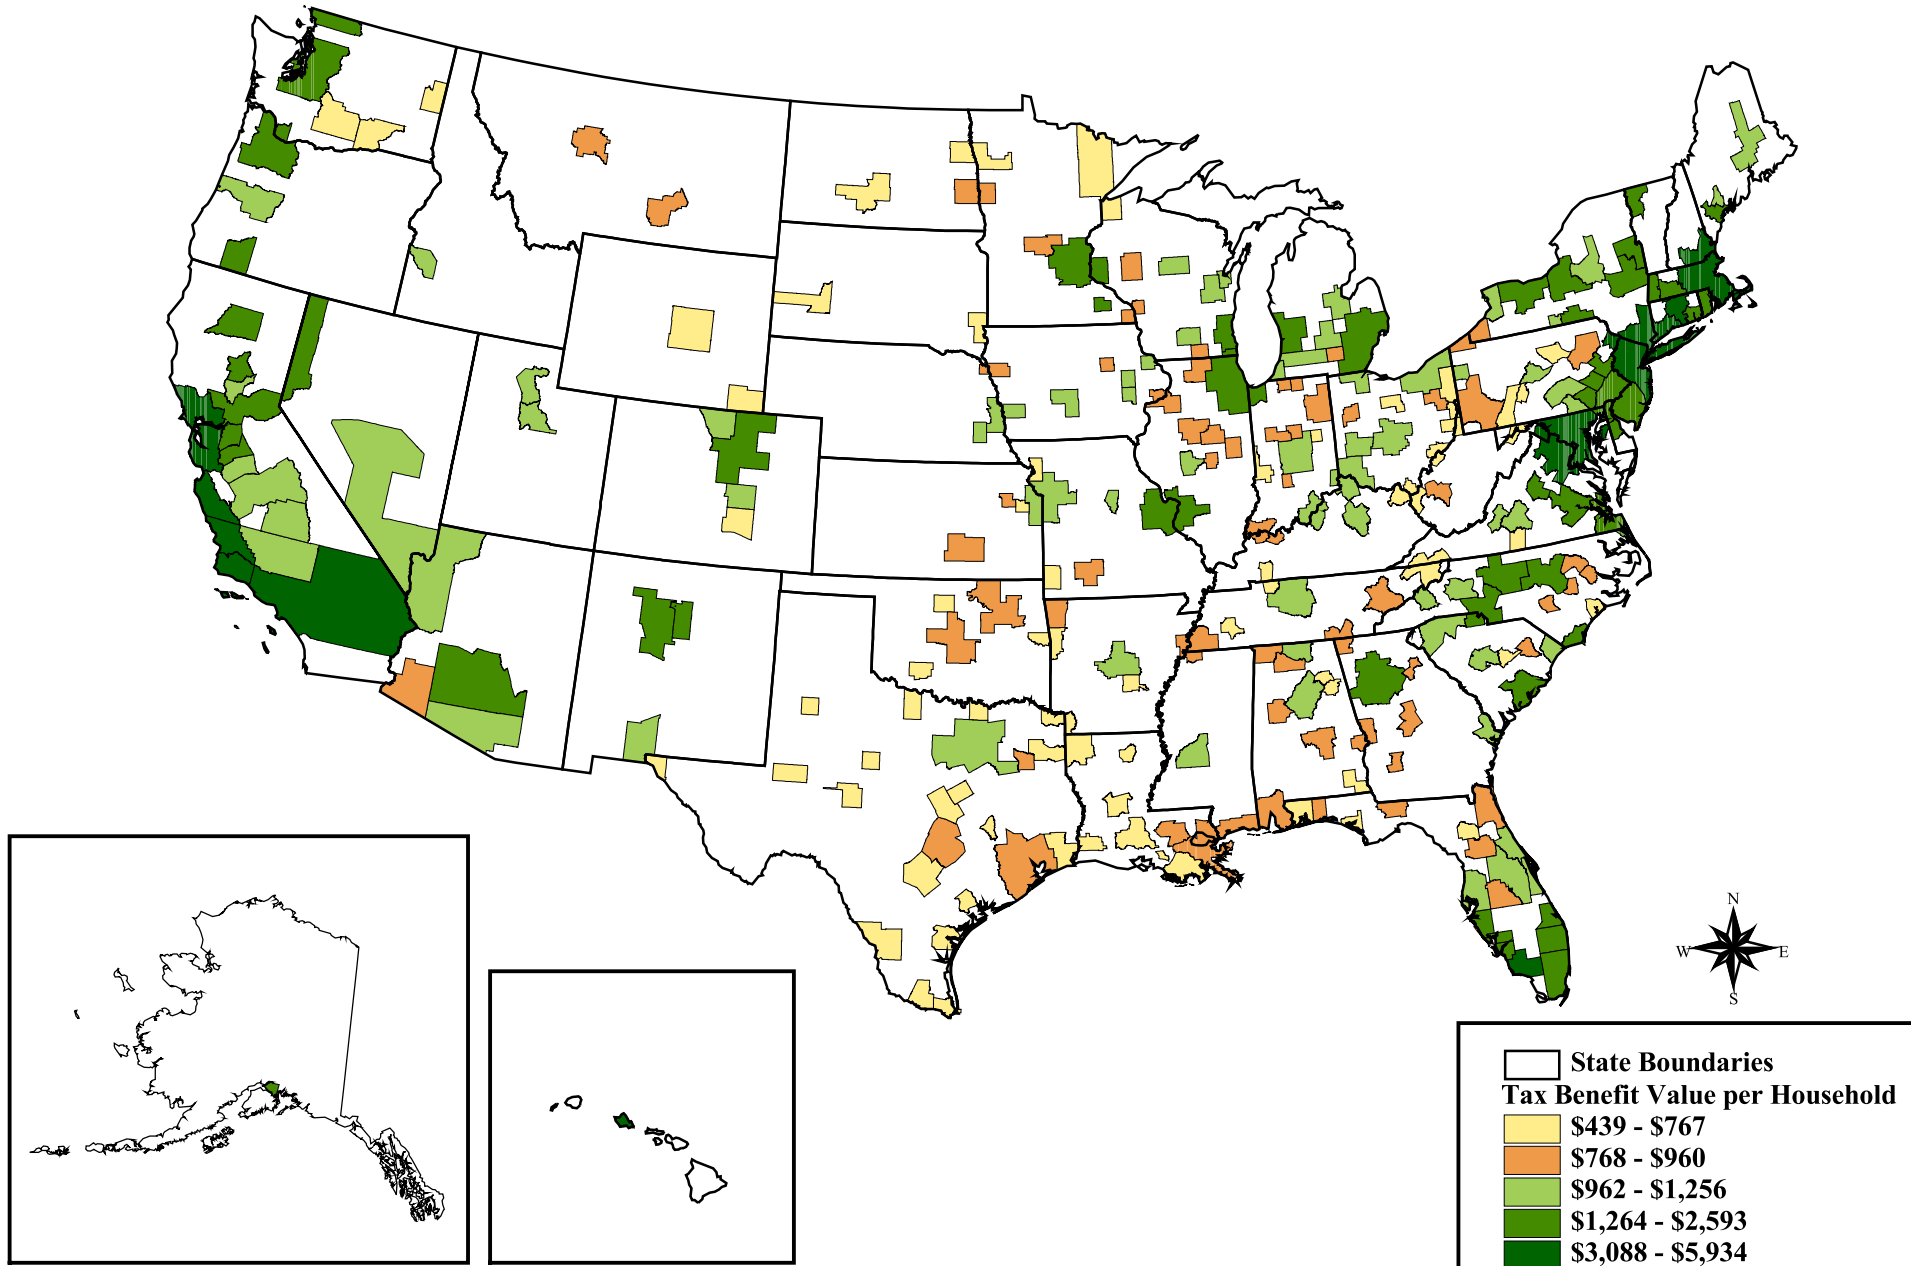 N
W E
S
State Boundaries
Tax Benefit Value per Household
$439 - $767
$768 - $960
$962 - $1,256
$1,264 - $2,593
$3,088 - $5,934